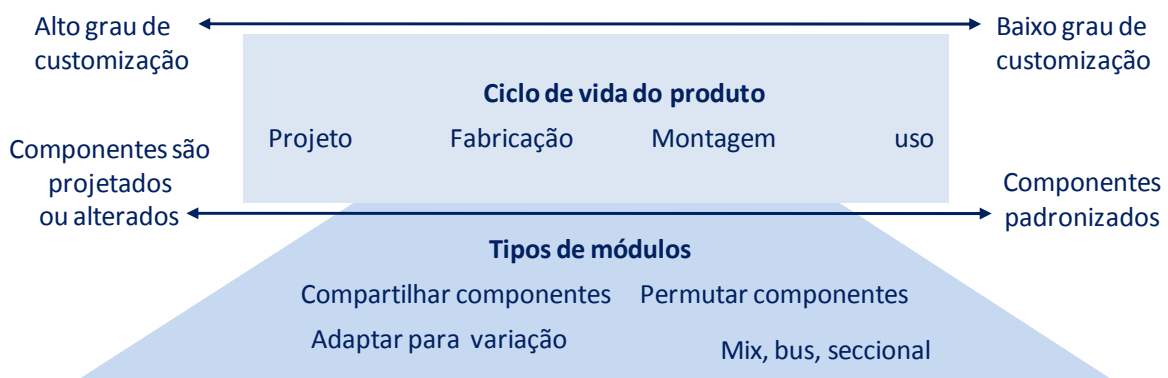 Alto grau de
customização
Baixo grau de
customização
Ciclo de vida do produto
Projeto Fabricação Montagem uso
Componentes são
projetados
ou alterados
Componentes
padronizados
Tipos de módulos
Compartilhar componentes Permutar componentes
Adaptar para variação
Mix, bus, seccional